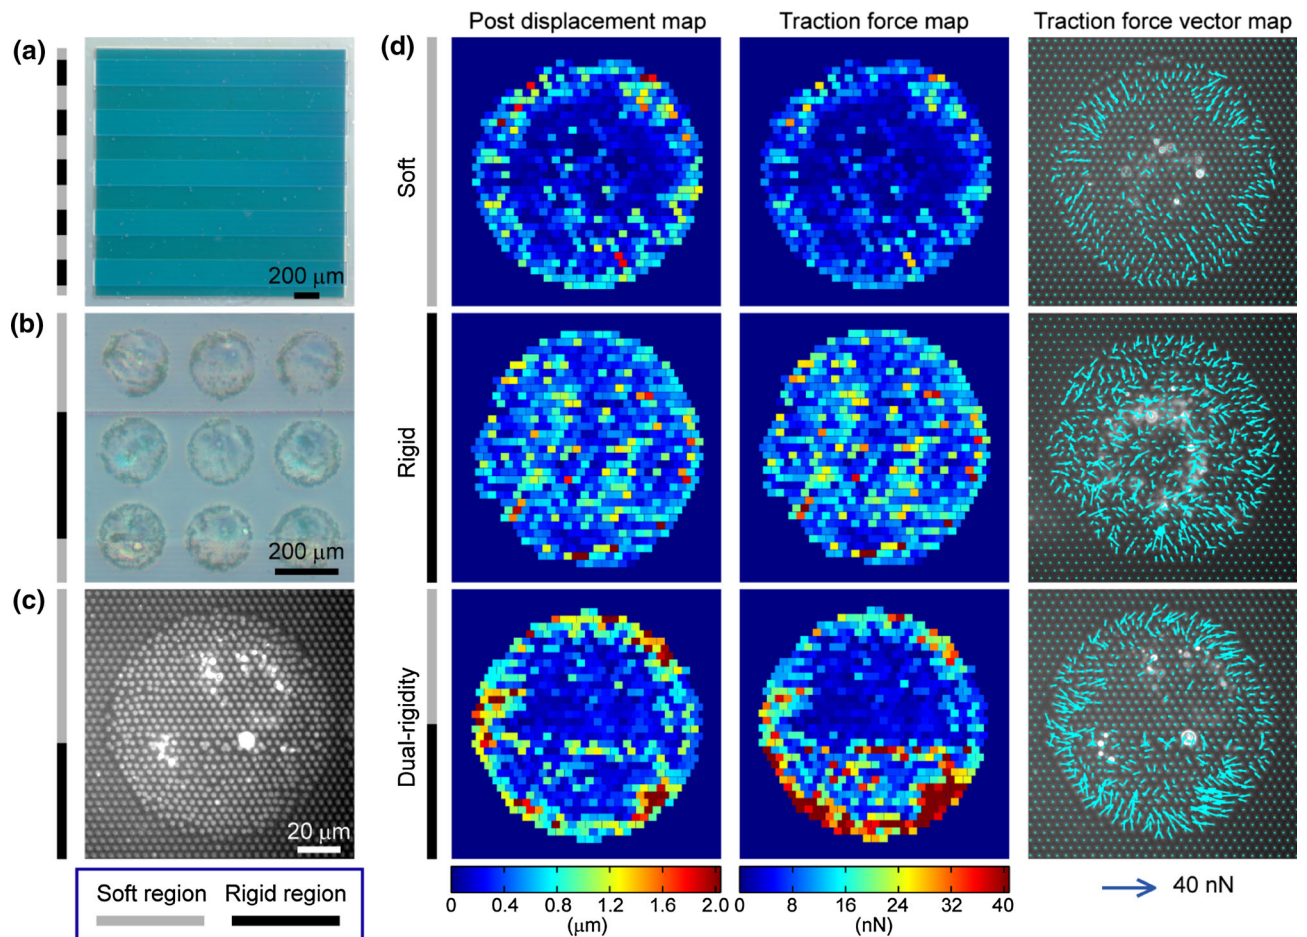 Post displacement map
Traction force map
Traction force vector map
(a)
200 μm
(b)
200 μm
(c)
20 μm
Soft region
Rigid region
(d)
Soft
Rigid
Dual-rigidity
0 0.4 0.8 1.2 1.6 2.0
(μm)
0 8 16 24 32 40
(nN)
40 nN